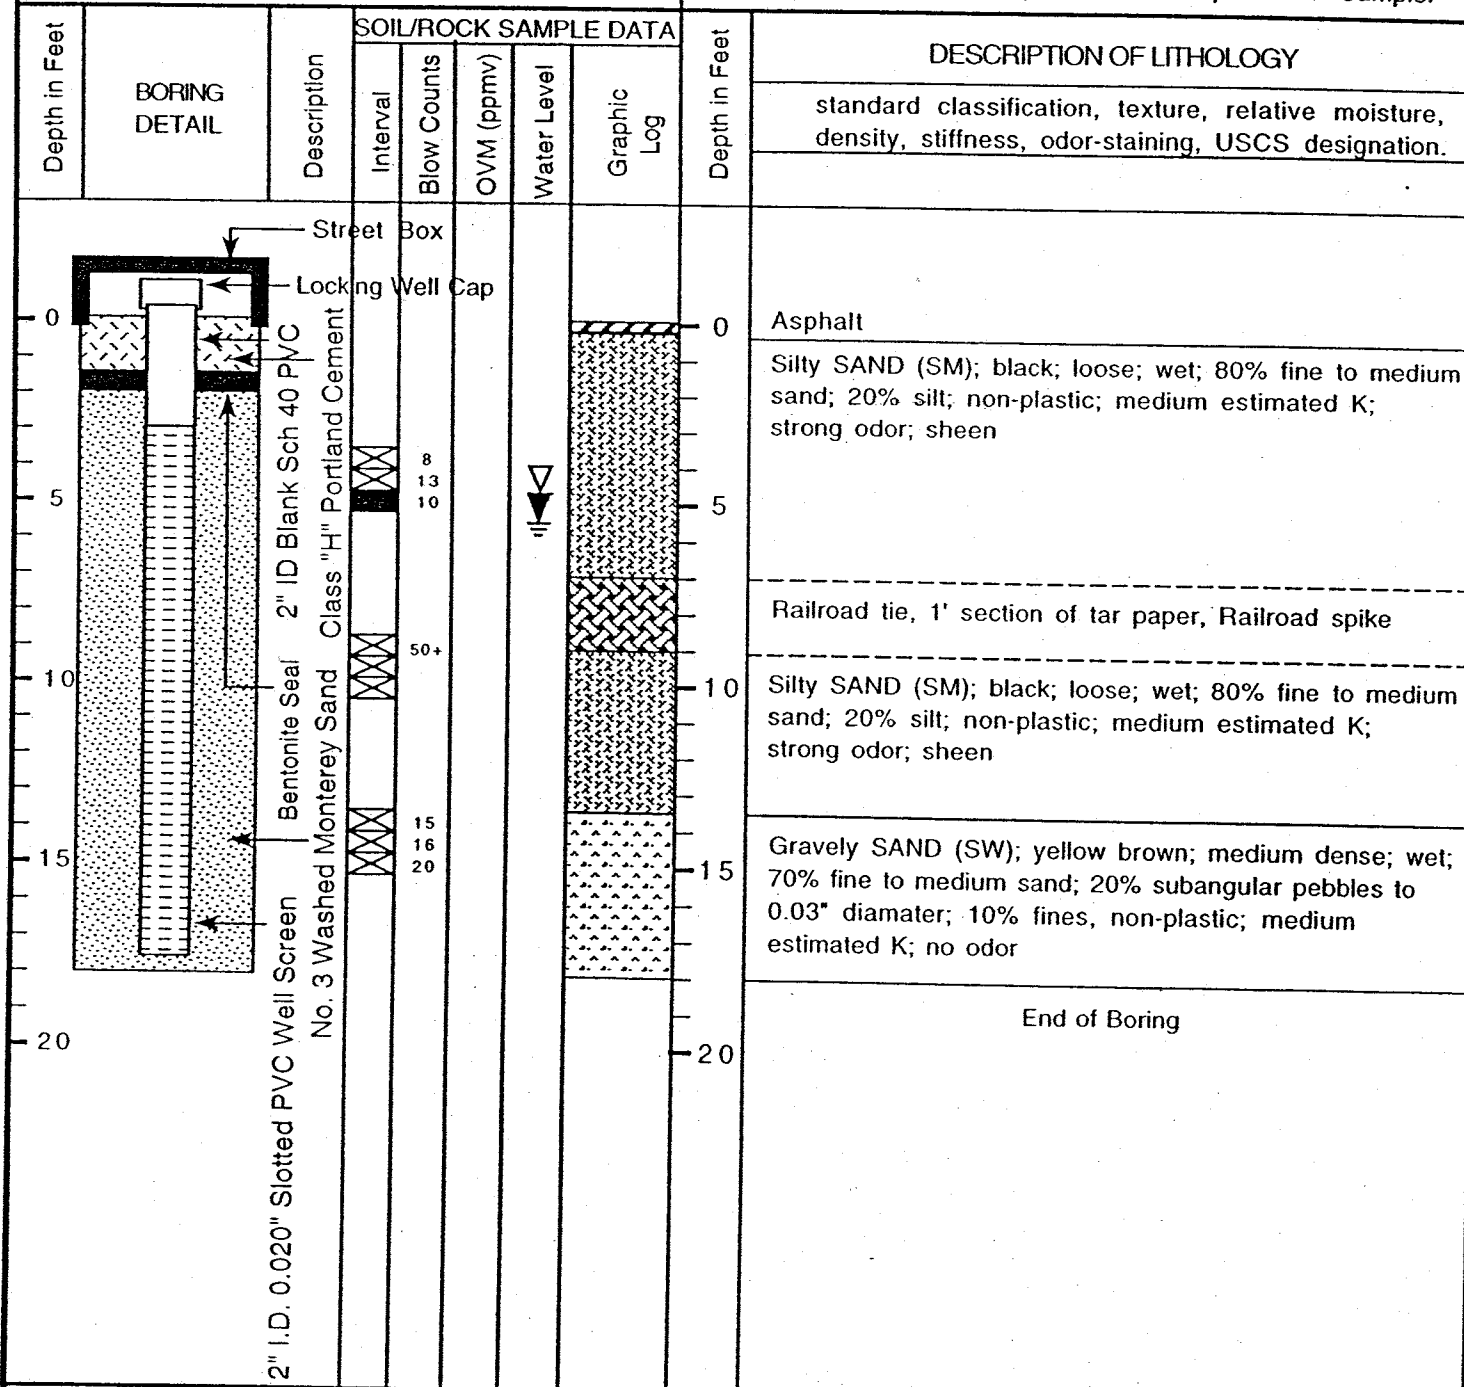 sample.
SOIL/ROCK SAMPLE DATA
Depth in Feet
BORING
DETAIL
Description
Interval
Blow Counts
OVM (ppmv)
Water Level
Graphic
Log
Depth in Feet
DESCRIPTION OF LITHOLOGY
standard classification, texture, relative moisture,
density, stiffness, odor-staining, USCS designation.
Street Box
Locking Well Cap
0
5
10
15
20
2" ID Blank Sch 40 PVC
Class "H" Portland Cement
Bentonite Seal
No. 3 Washed Monterey Sand
2" I.D. 0.020" Slotted PVC Well Screen
8
13
10
50+
15
16
20
0
5
10
15
20
Asphalt
Silty SAND (SM); black; loose; wet; 80% fine to medium
sand; 20% silt; non-plastic; medium estimated K;
strong odor; sheen
Railroad tie, 1' section of tar paper, Railroad spike
Silty SAND (SM); black; loose; wet; 80% fine to medium
sand; 20% silt; non-plastic; medium estimated K;
strong odor; sheen
Gravely SAND (SW); yellow brown; medium dense; wet;
70% fine to medium sand; 20% subangular pebbles to
0.03" diamater; 10% fines, non-plastic; medium
estimated K; no odor
End of Boring